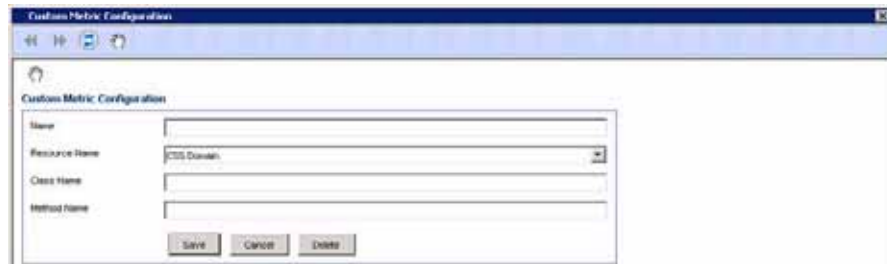 Custom Metric Configuration
Custom Metric Configuration
Name
Resource Name
CSS Domain
Class Name
Method Name
Save Cancel Delete